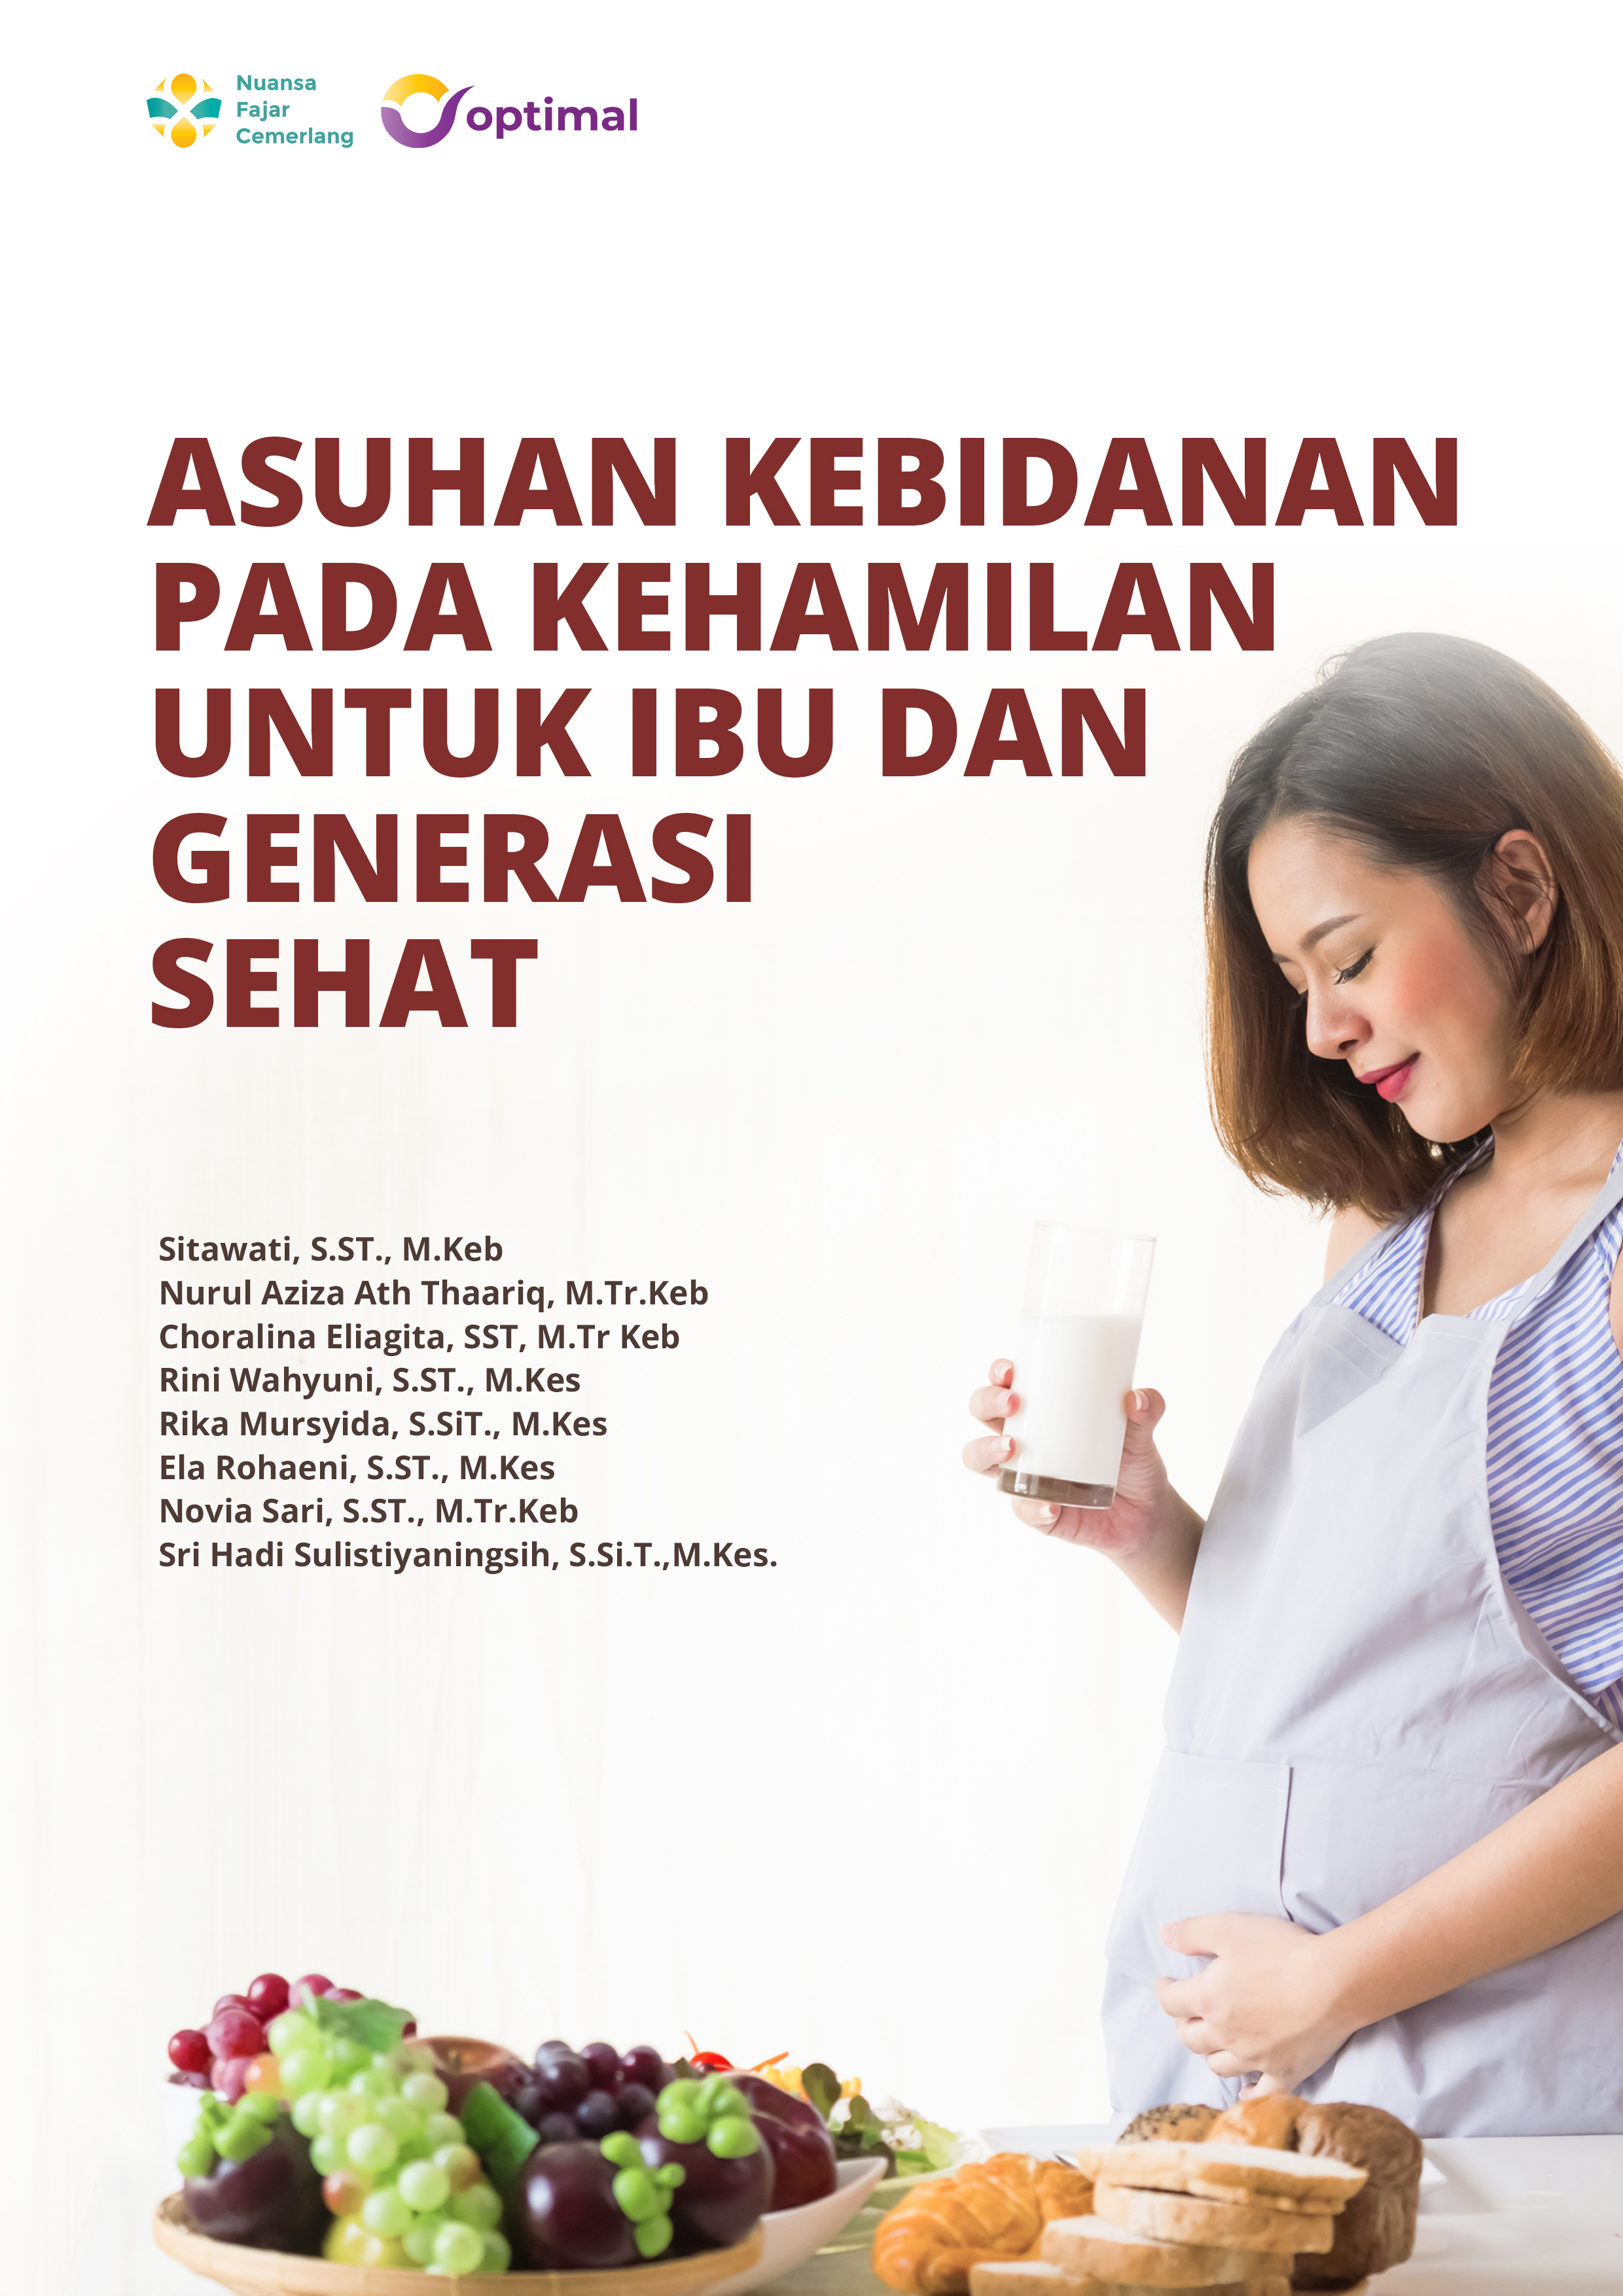 Nuansa
Fajar
Cemerlang
optimal
ASUHAN KEBIDANAN
PADA KEHAMILAN
UNTUK IBU DAN
GENERASI
SEHAT
Sitawati, S.ST., M.Keb
Nurul Aziza Ath Thaariq, M.Tr.Keb
Choralina Eliagita, SST, M.Tr Keb
Rini Wahyuni, S.ST., M.Kes
Rika Mursyida, S.SiT., M.Kes
Ela Rohaeni, S.ST., M.Kes
Novia Sari, S.ST., M.Tr.Keb
Sri Hadi Sulistiyaningsih, S.Si.T.,M.Kes.